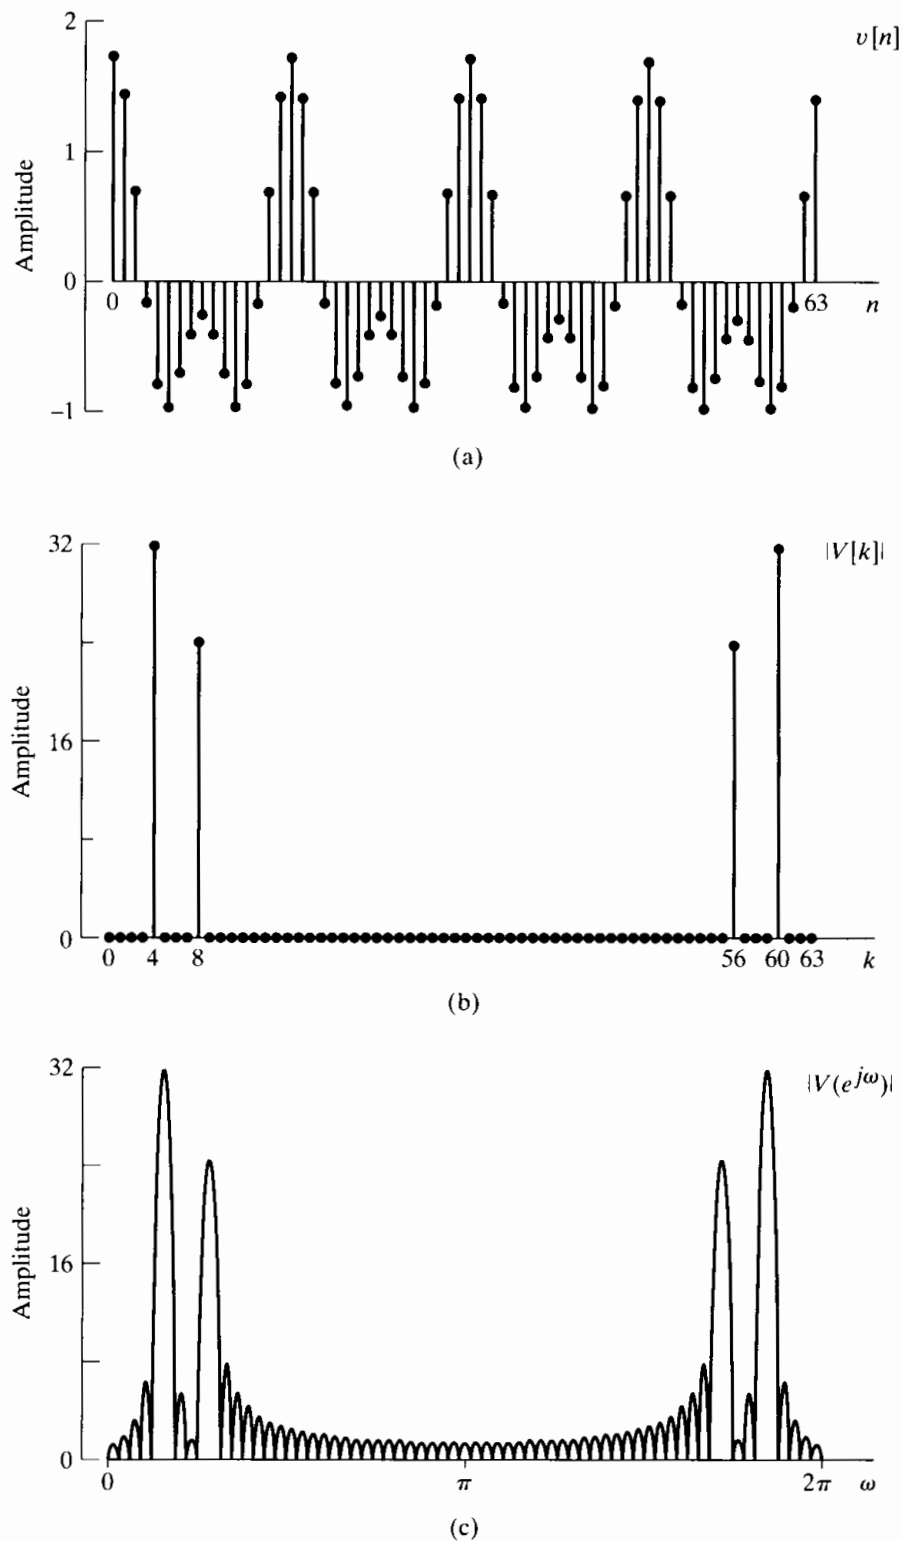 2
v[n]
1
Amplitude
0
0
63
n
−1
(a)
32
|V[k]|
Amplitude
16
0
0 4 8 56 60 63 k
(b)
32
|V(e^{jω})|
Amplitude
16
0
0 π 2π ω
(c)